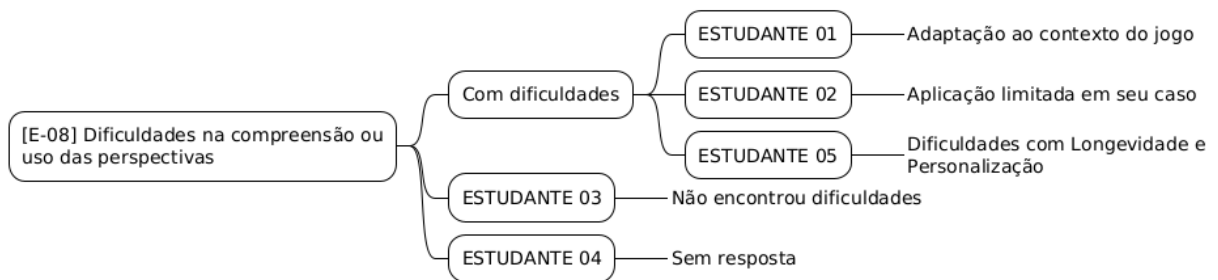 [E-08] Dificuldades na compreensão ou
uso das perspectivas
Com dificuldades
ESTUDANTE 01
Adaptação ao contexto do jogo
ESTUDANTE 02
Aplicação limitada em seu caso
ESTUDANTE 05
Dificuldades com Longevidade e
Personalização
ESTUDANTE 03
Não encontrou dificuldades
ESTUDANTE 04
Sem resposta